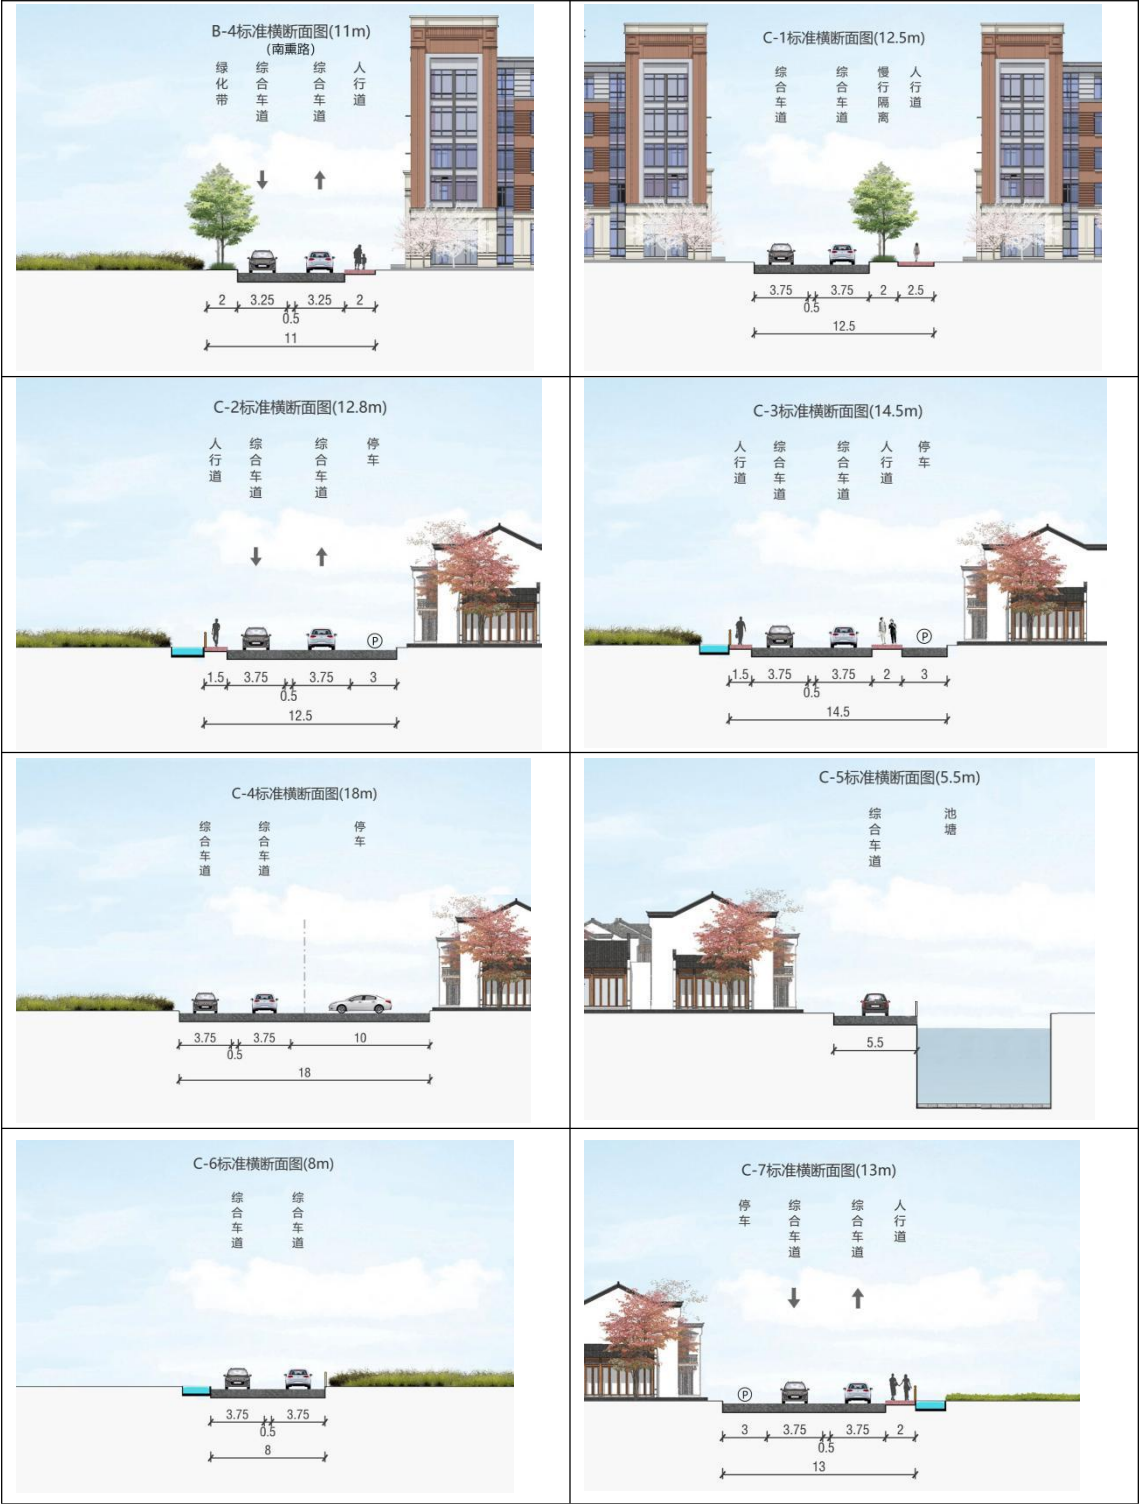 B-4标准横断面图(11m)
(南熏路)
绿化带
综合车道
综合车道
人行道
2
3.25
3.25
2
0.5
11
C-1标准横断面图(12.5m)
综合车道
综合车道
慢行隔离
人行道
3.75
3.75
2
2.5
0.5
12.5
C-2标准横断面图(12.8m)
人行道
综合车道
综合车道
停车
P
1.5
3.75
3.75
3
0.5
12.5
C-3标准横断面图(14.5m)
人行道
综合车道
综合车道
人行道
停车
P
1.5
3.75
3.75
2
3
0.5
14.5
C-4标准横断面图(18m)
综合车道
综合车道
停车
3.75
3.75
10
0.5
18
C-5标准横断面图(5.5m)
综合车道
池塘
5.5
C-6标准横断面图(8m)
综合车道
综合车道
3.75
3.75
0.5
8
C-7标准横断面图(13m)
停车
综合车道
综合车道
人行道
P
3
3.75
3.75
2
0.5
13